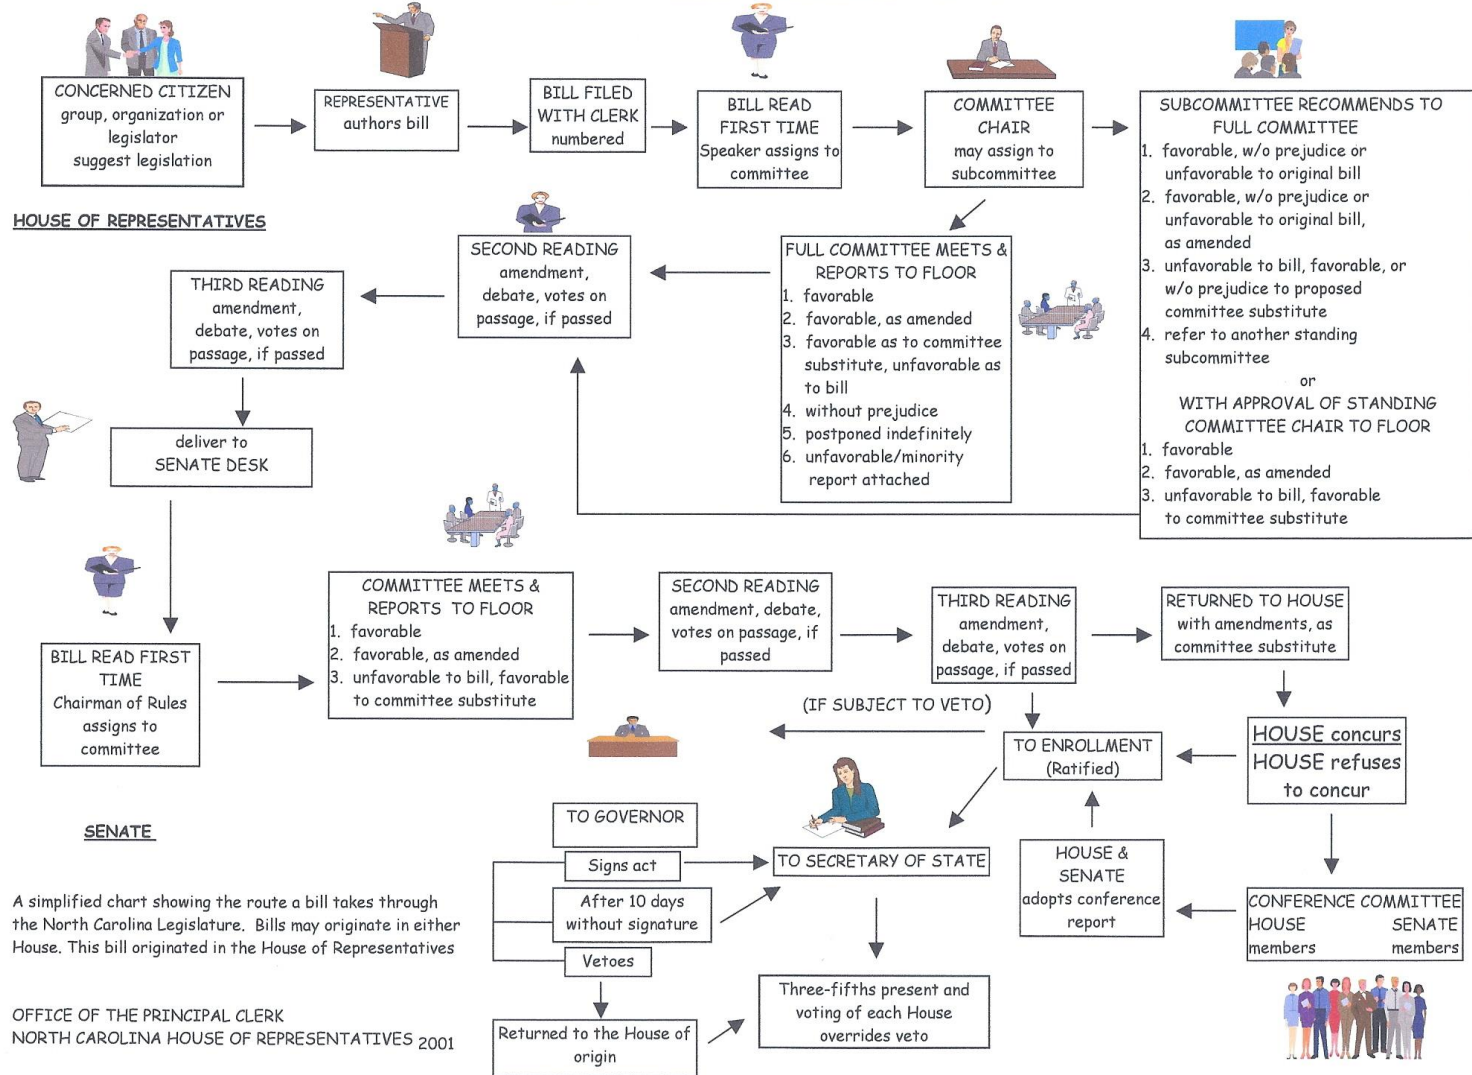 CONCERNED CITIZEN
group, organization or
legislator
suggest legislation
REPRESENTATIVE
authors bill
BILL FILED
WITH CLERK
numbered
BILL READ
FIRST TIME
Speaker assigns to
committee
COMMITTEE
CHAIR
may assign to
subcommittee
SUBCOMMITTEE RECOMMENDS TO
FULL COMMITTEE
1. favorable, w/o prejudice or
unfavorable to original bill
2. favorable, w/o prejudice or
unfavorable to original bill,
as amended
3. unfavorable to bill, favorable, or
w/o prejudice to proposed
committee substitute
4. refer to another standing
subcommittee
or
WITH APPROVAL OF STANDING
COMMITTEE CHAIR TO FLOOR
1. favorable
2. favorable, as amended
3. unfavorable to bill, favorable
to committee substitute
HOUSE OF REPRESENTATIVES
FULL COMMITTEE MEETS &
REPORTS TO FLOOR
1. favorable
2. favorable, as amended
3. favorable as to committee
substitute, unfavorable as
to bill
4. without prejudice
5. postponed indefinitely
6. unfavorable/minority
report attached
SECOND READING
amendment,
debate, votes on
passage, if passed
THIRD READING
amendment,
debate, votes on
passage, if passed
deliver to
SENATE DESK
BILL READ FIRST
TIME
Chairman of Rules
assigns to
committee
COMMITTEE MEETS &
REPORTS TO FLOOR
1. favorable
2. favorable, as amended
3. unfavorable to bill, favorable
to committee substitute
SECOND READING
amendment, debate,
votes on passage, if
passed
THIRD READING
amendment,
debate, votes on
passage, if passed
RETURNED TO HOUSE
with amendments, as
committee substitute
(IF SUBJECT TO VETO)
TO ENROLLMENT
(Ratified)
HOUSE concurs
HOUSE refuses
to concur
SENATE
TO GOVERNOR
Signs act
After 10 days
without signature
Vetoes
TO SECRETARY OF STATE
HOUSE &
SENATE
adopts conference
report
CONFERENCE COMMITTEE
HOUSE SENATE
members members
Returned to the House of
origin
Three-fifths present and
voting of each House
overrides veto
A simplified chart showing the route a bill takes through
the North Carolina Legislature. Bills may originate in either
House. This bill originated in the House of Representatives
OFFICE OF THE PRINCIPAL CLERK
NORTH CAROLINA HOUSE OF REPRESENTATIVES 2001